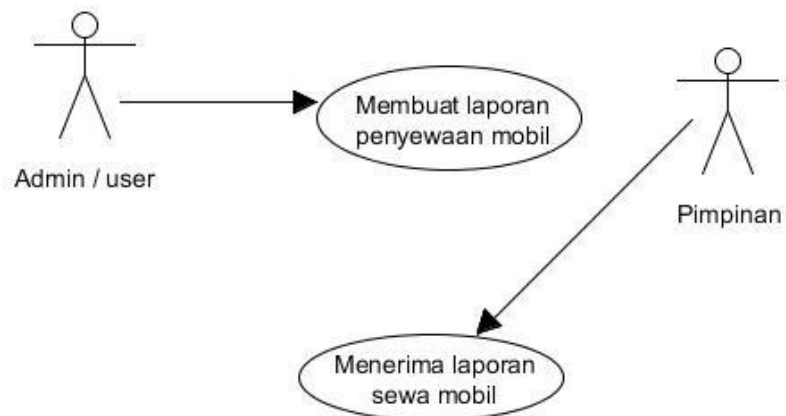 Membuat laporan
penyewaan mobil
Admin / user
Pimpinan
Menerima laporan
sewa mobil